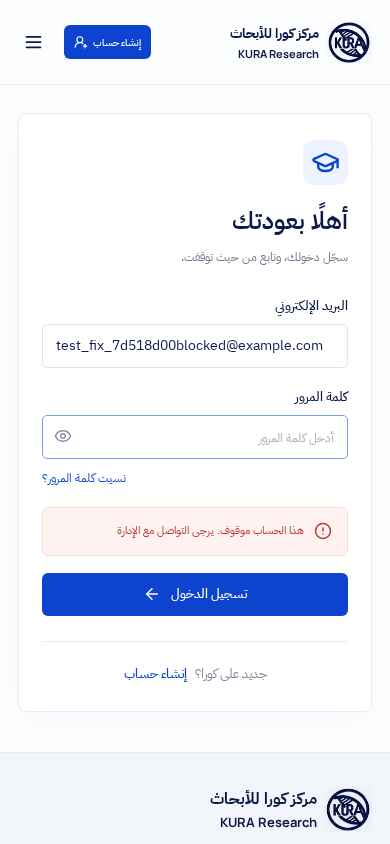 مركز كورا للأبحاث
KURA Research
KURA
إنشاء حساب
أهلًا بعودتك
سجّل دخولك، وتابع من حيث توقفت.
البريد الإلكتروني
test_fix_7d518d00blocked@example.com
كلمة المرور
أدخل كلمة المرور
نسيت كلمة المرور؟
هذا الحساب موقوف. يرجى التواصل مع الإدارة
تسجيل الدخول
جديد على كورا؟ إنشاء حساب
مركز كورا للأبحاث
KURA Research
KURA